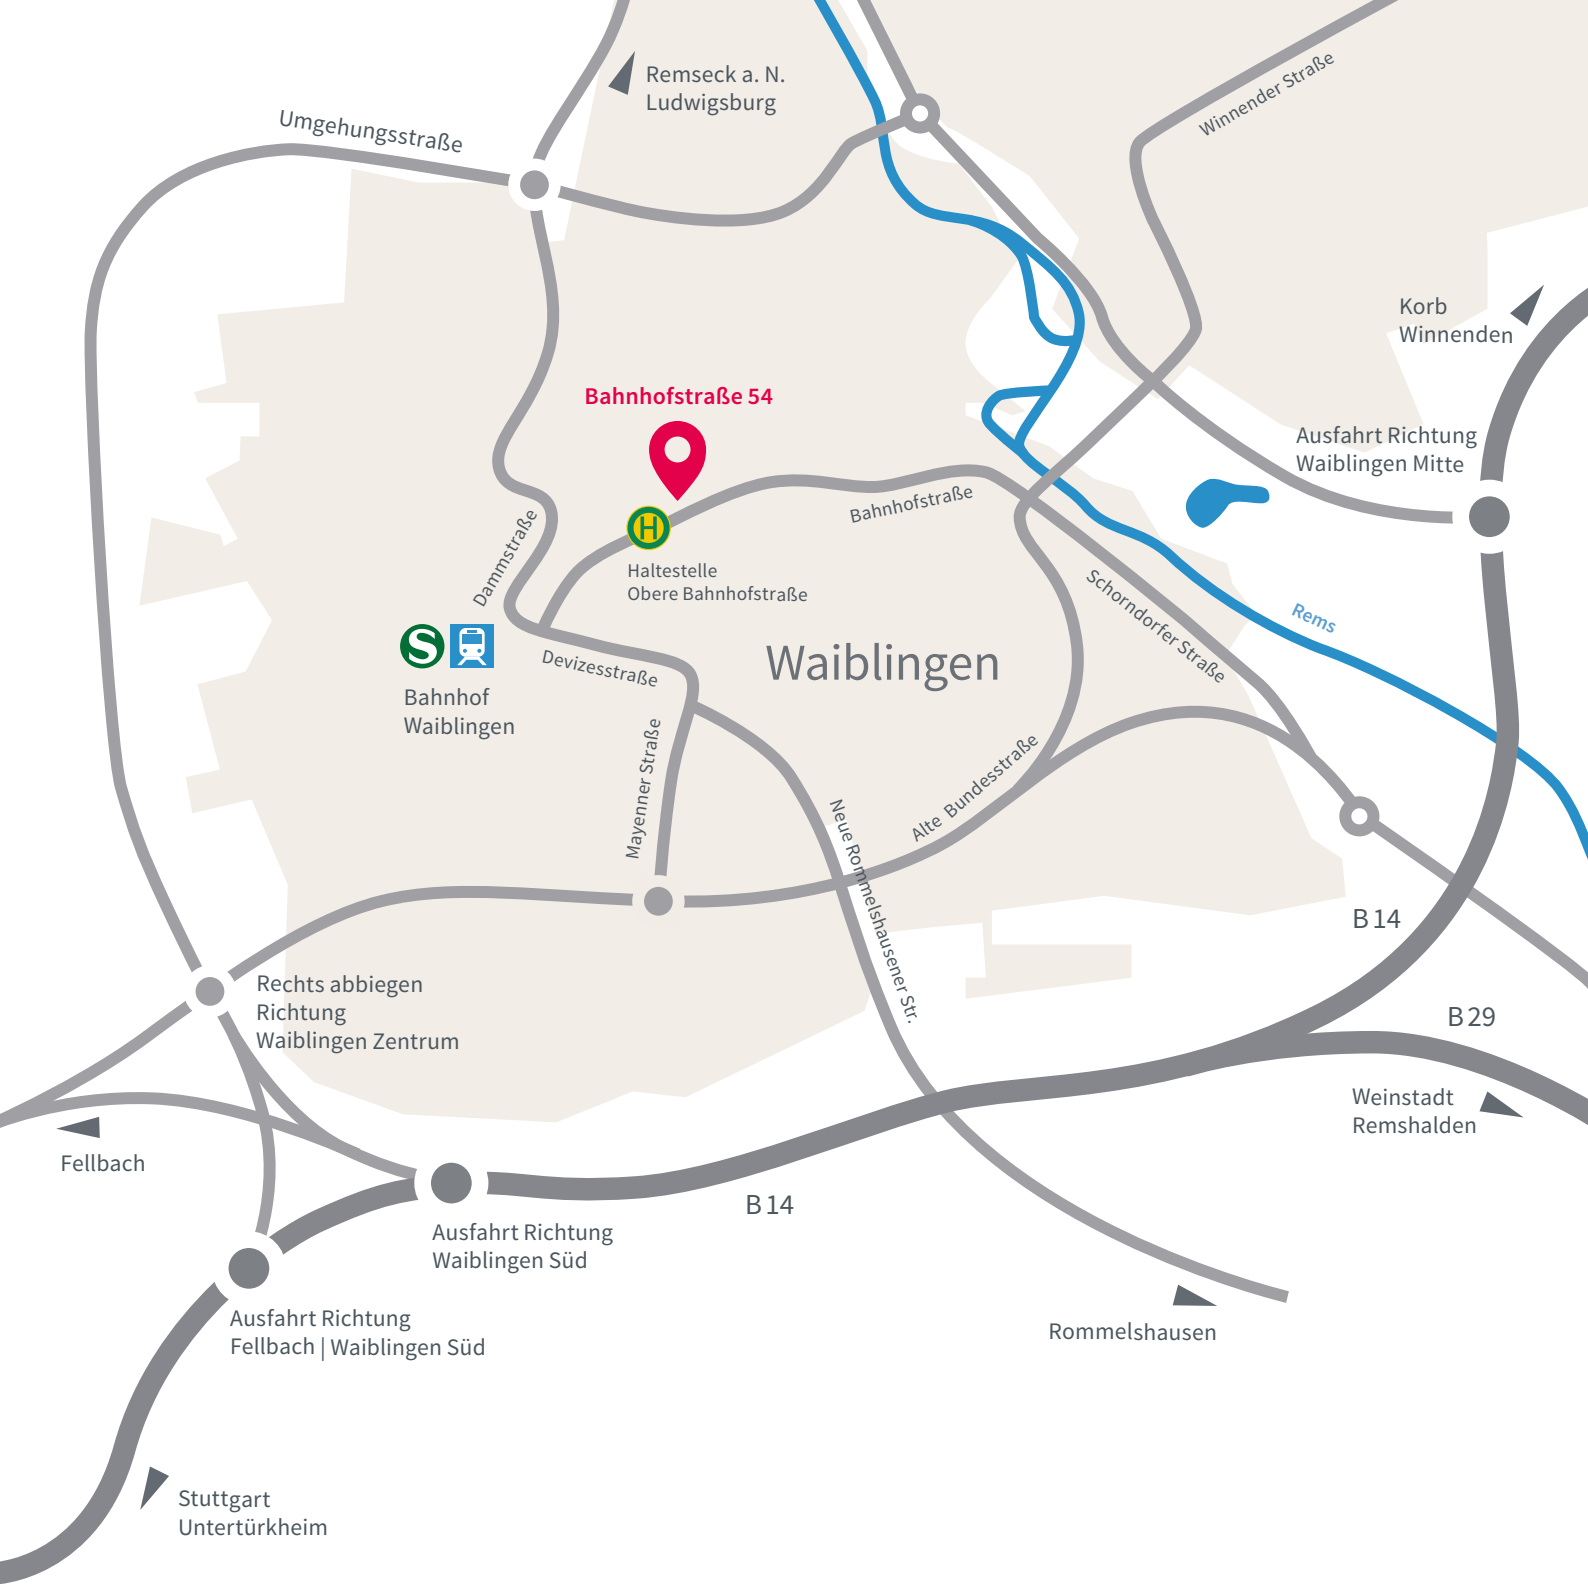 Remseck a. N.
Ludwigsburg
Winnender Straße
Umgehungsstraße
Korb
Winnenden
Bahnhofstraße 54
Ausfahrt Richtung
Waiblingen Mitte
Bahnhofstraße
H
Dammstraße
Haltestelle
Obere Bahnhofstraße
Schorndorfer Straße
Rems
S
Waiblingen
Devizesstraße
Bahnhof
Waiblingen
Mayenner Straße
Alte Bundesstraße
Neue Rommelshausener Str.
B 14
Rechts abbiegen
Richtung
Waiblingen Zentrum
B 29
Weinstadt
Remshalden
Fellbach
B 14
Ausfahrt Richtung
Waiblingen Süd
Ausfahrt Richtung
Fellbach | Waiblingen Süd
Rommelshausen
Stuttgart
Untertürkheim